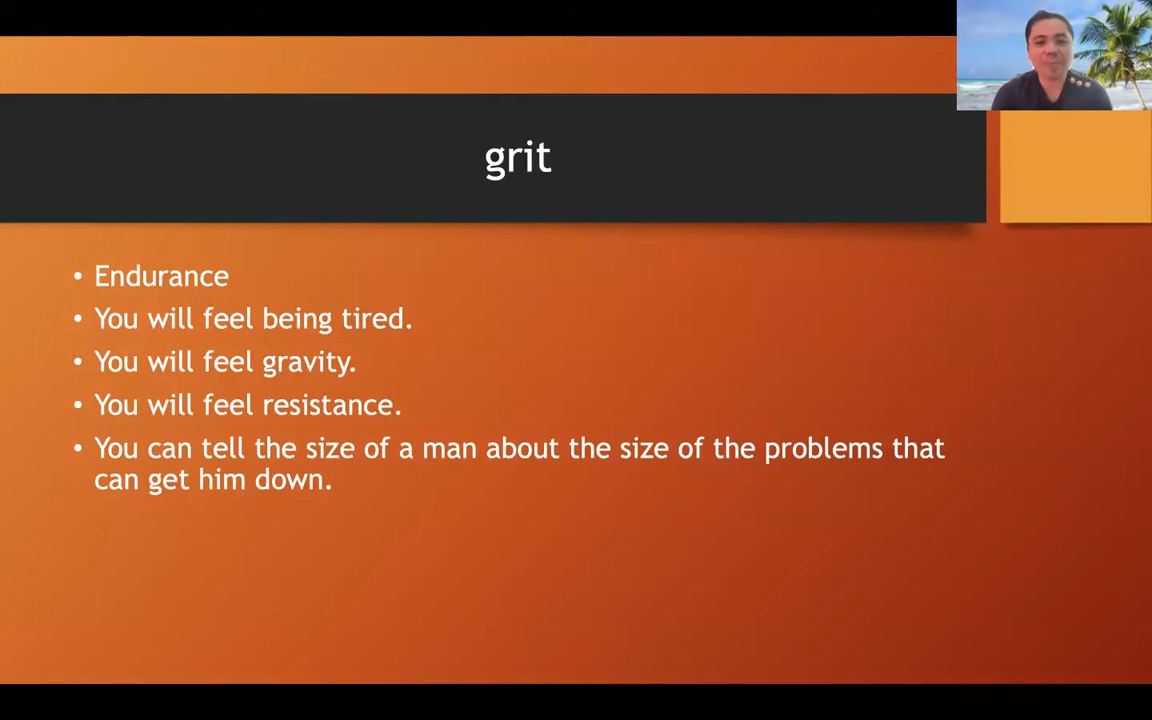 grit
• Endurance
• You will feel being tired.
• You will feel gravity.
• You will feel resistance.
• You can tell the size of a man about the size of the problems that
can get him down.